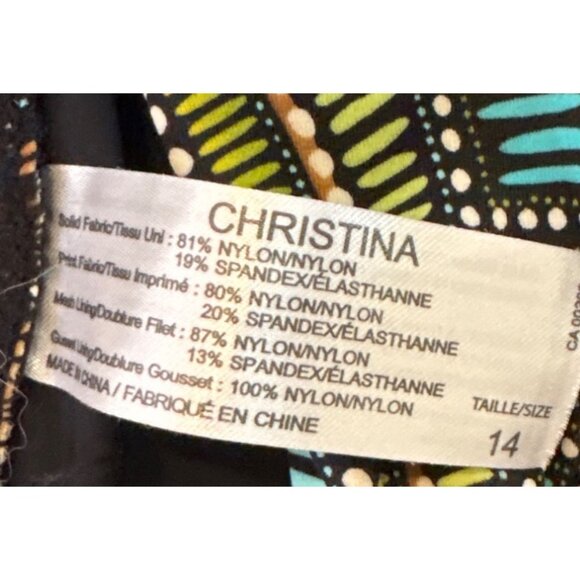 CHRISTINA
Solid Fabric/Tissu Uni : 81% NYLON/NYLON
19% SPANDEX/ÉLASTHANNE
Print Fabric/Tissu Imprimé : 80% NYLON/NYLON
20% SPANDEX/ÉLASTHANNE
Mesh Lining/Doublure Filet : 87% NYLON/NYLON
13% SPANDEX/ÉLASTHANNE
Gusset Lining/Doublure Gousset : 100% NYLON/NYLON
MADE IN CHINA / FABRIQUÉ EN CHINE
TAILLE/SIZE
14